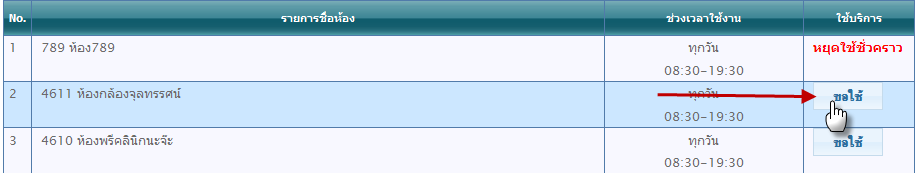 No. รายการชื่อห้อง ช่วงเวลาใช้งาน ใช้บริการ
1 789 ห้อง789 ทุกวัน หยุดใช้ชั่วคราว
08:30-19:30
2 4611 ห้องกล้องจุลทรรศน์ ทุกวัน ขอใช้
08:30-19:30
3 4610 ห้องพรีคลินิกนะจ๊ะ ทุกวัน ขอใช้
08:30-19:30